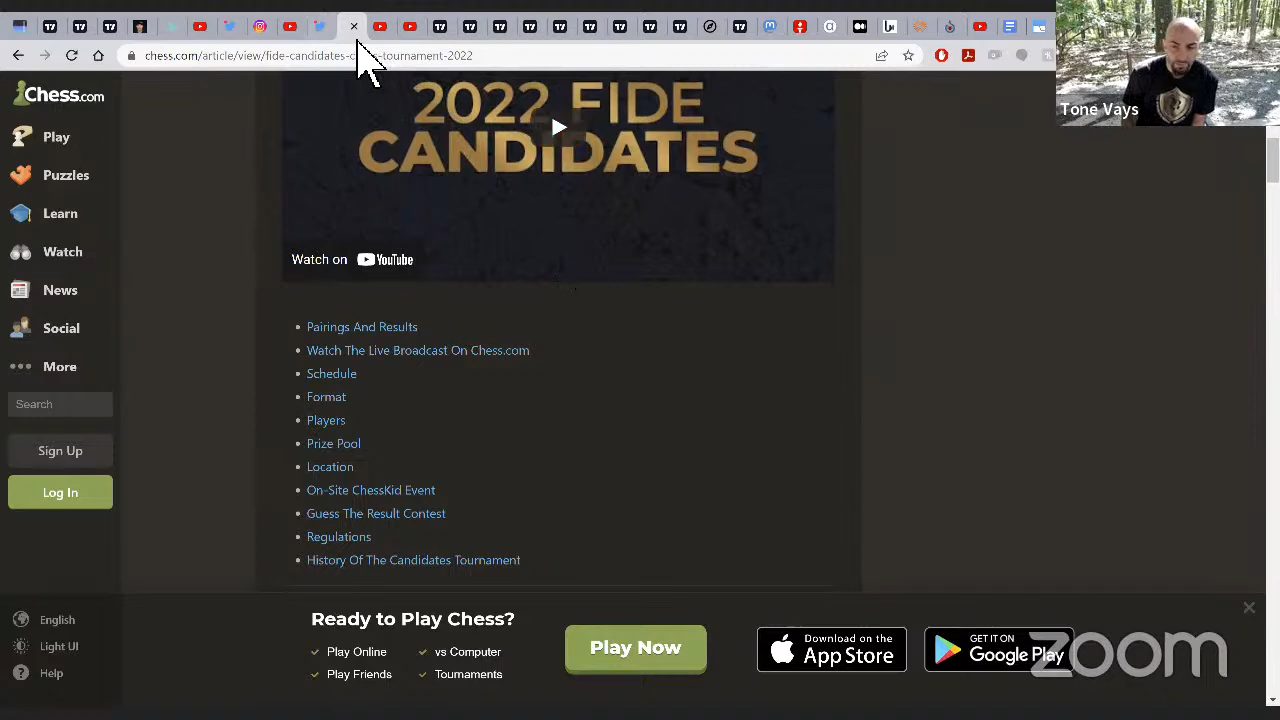 chess.com/article/view/fide-candidates-chess-tournament-2022
Tone Vays
Chess.com
Play
Puzzles
Learn
Watch
News
Social
More
Search
Sign Up
Log In
English
Light UI
Help
2022 FIDE
CANDIDATES
Watch on YouTube
Pairings And Results
Watch The Live Broadcast On Chess.com
Schedule
Format
Players
Prize Pool
Location
On-Site ChessKid Event
Guess The Result Contest
Regulations
History Of The Candidates Tournament
Ready to Play Chess?
Play Online
vs Computer
Play Friends
Tournaments
Play Now
Download on the
App Store
GET IT ON
Google Play
zoom